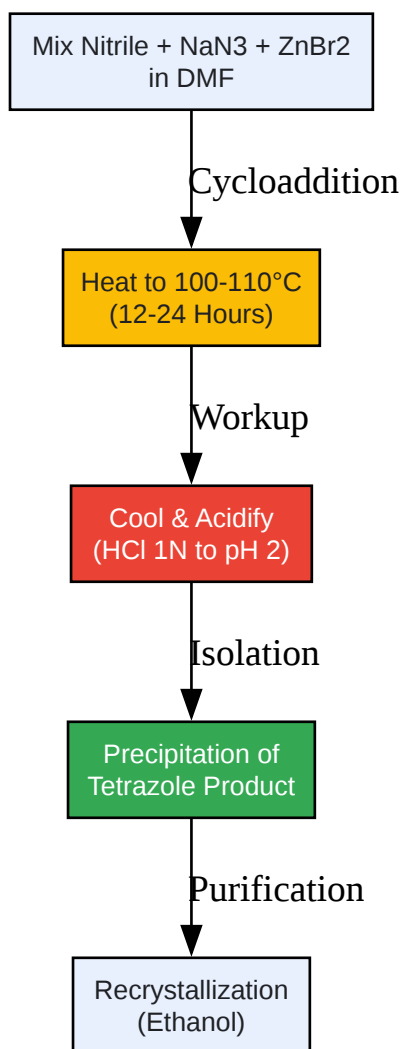 Mix Nitrile + NaN3 + ZnBr2
in DMF
Cycloaddition
Heat to 100-110°C
(12-24 Hours)
Workup
Cool & Acidify
(HCl 1N to pH 2)
Isolation
Precipitation of
Tetrazole Product
Purification
Recrystallization
(Ethanol)